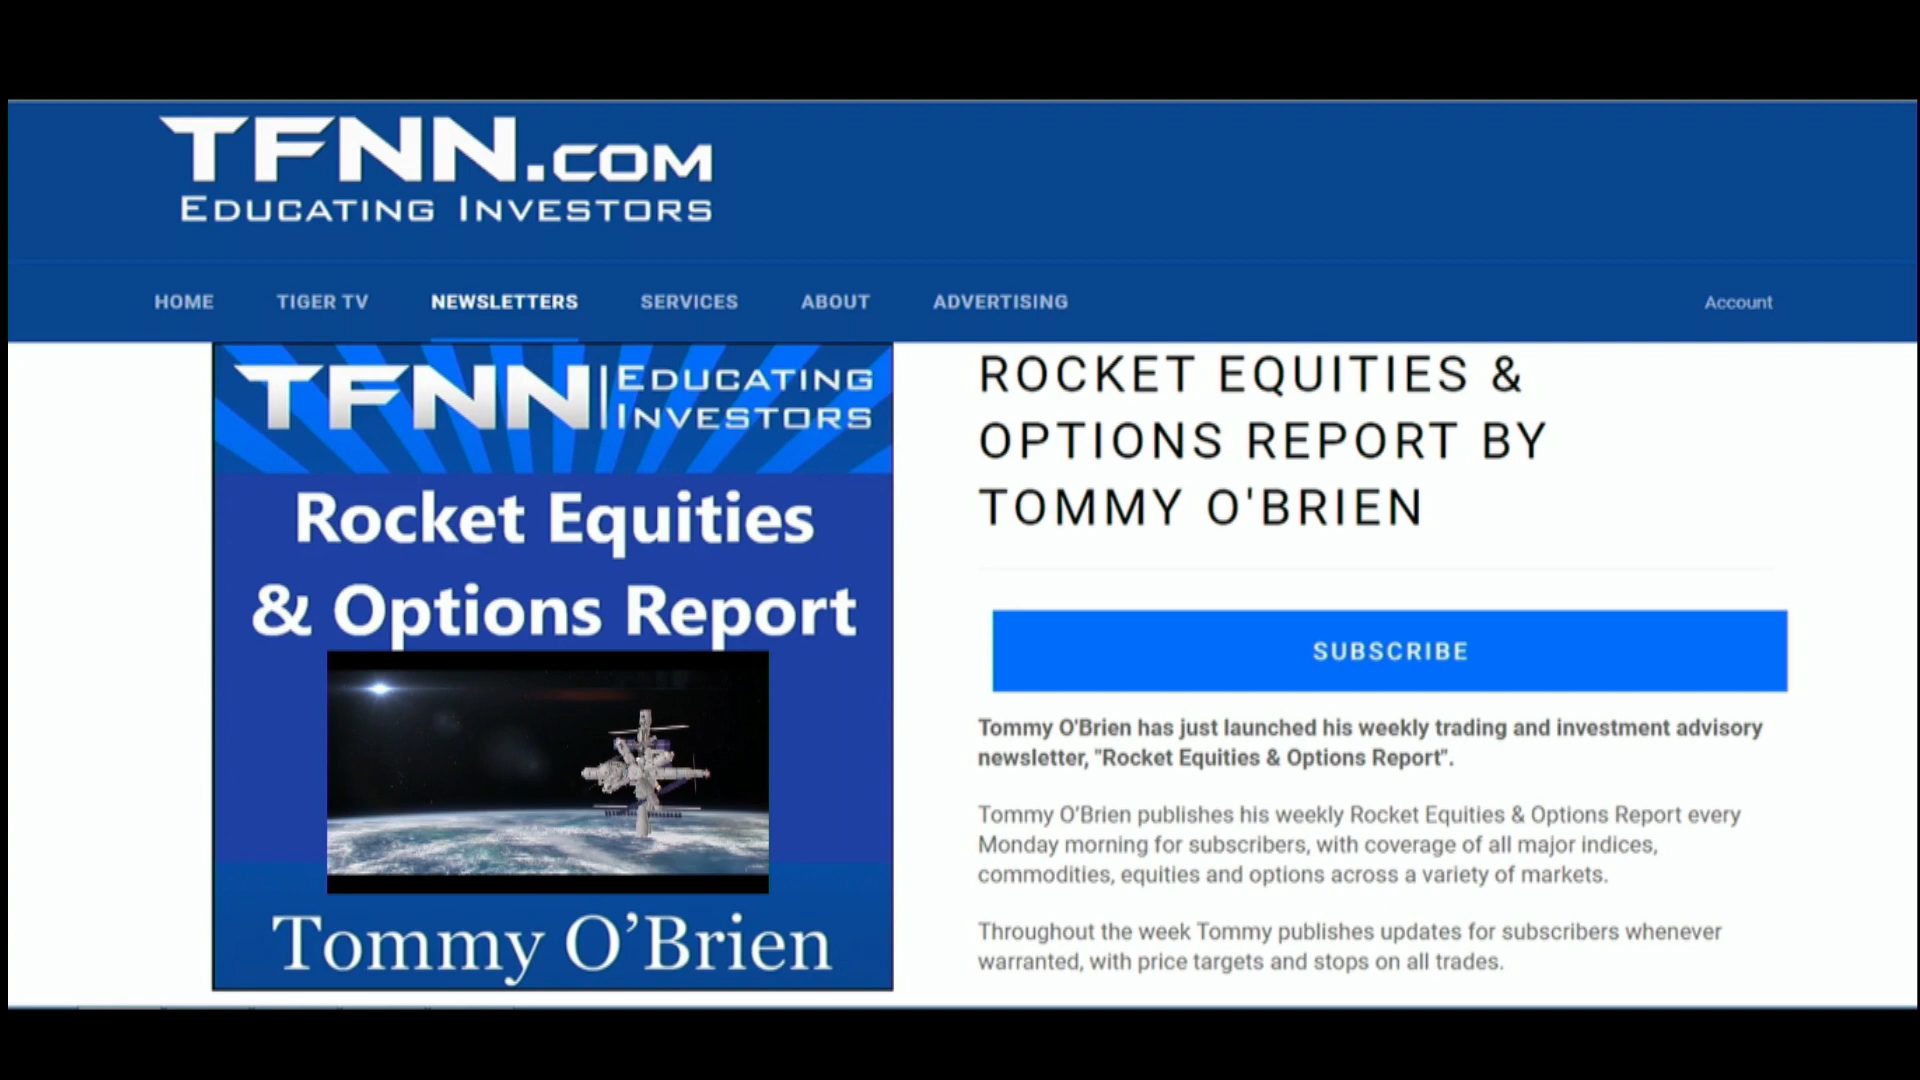 TFNN.COM
EDUCATING INVESTORS
HOME TIGER TV NEWSLETTERS SERVICES ABOUT ADVERTISING Account
TFNN EDUCATING
INVESTORS
Rocket Equities
& Options Report
Tommy O’Brien
ROCKET EQUITIES &
OPTIONS REPORT BY
TOMMY O'BRIEN
SUBSCRIBE
Tommy O'Brien has just launched his weekly trading and investment advisory
newsletter, "Rocket Equities & Options Report".
Tommy O’Brien publishes his weekly Rocket Equities & Options Report every
Monday morning for subscribers, with coverage of all major indices,
commodities, equities and options across a variety of markets.
Throughout the week Tommy publishes updates for subscribers whenever
warranted, with price targets and stops on all trades.